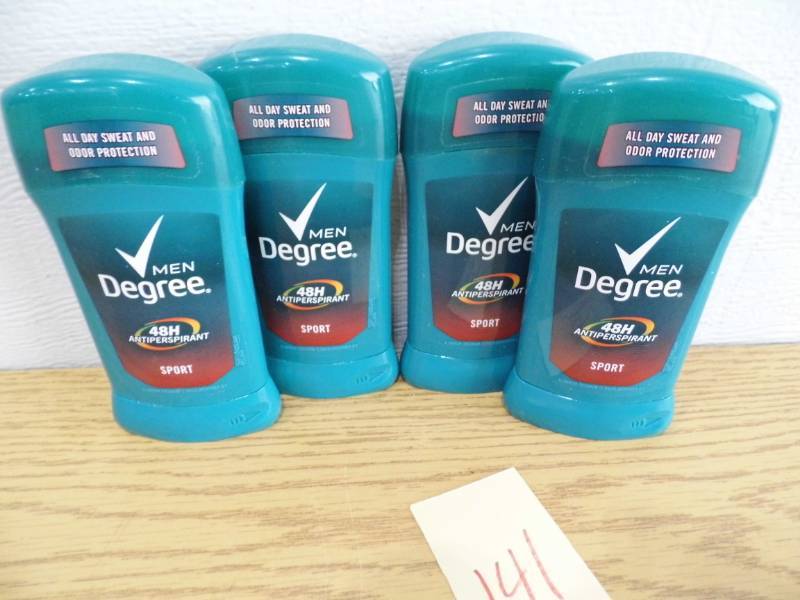 ALL DAY SWEAT AND
ODOR PROTECTION
MEN
Degree.
48H
ANTIPERSPIRANT
SPORT
ALL DAY SWEAT AND
ODOR PROTECTION
MEN
Degree.
48H
ANTIPERSPIRANT
SPORT
ALL DAY SWEAT AN
ODOR PROTECTIO
MEN
Degree
48H
ANTIPERSPIRANT
SPORT
ALL DAY SWEAT AND
ODOR PROTECTION
MEN
Degree.
48H
ANTIPERSPIRANT
SPORT
141